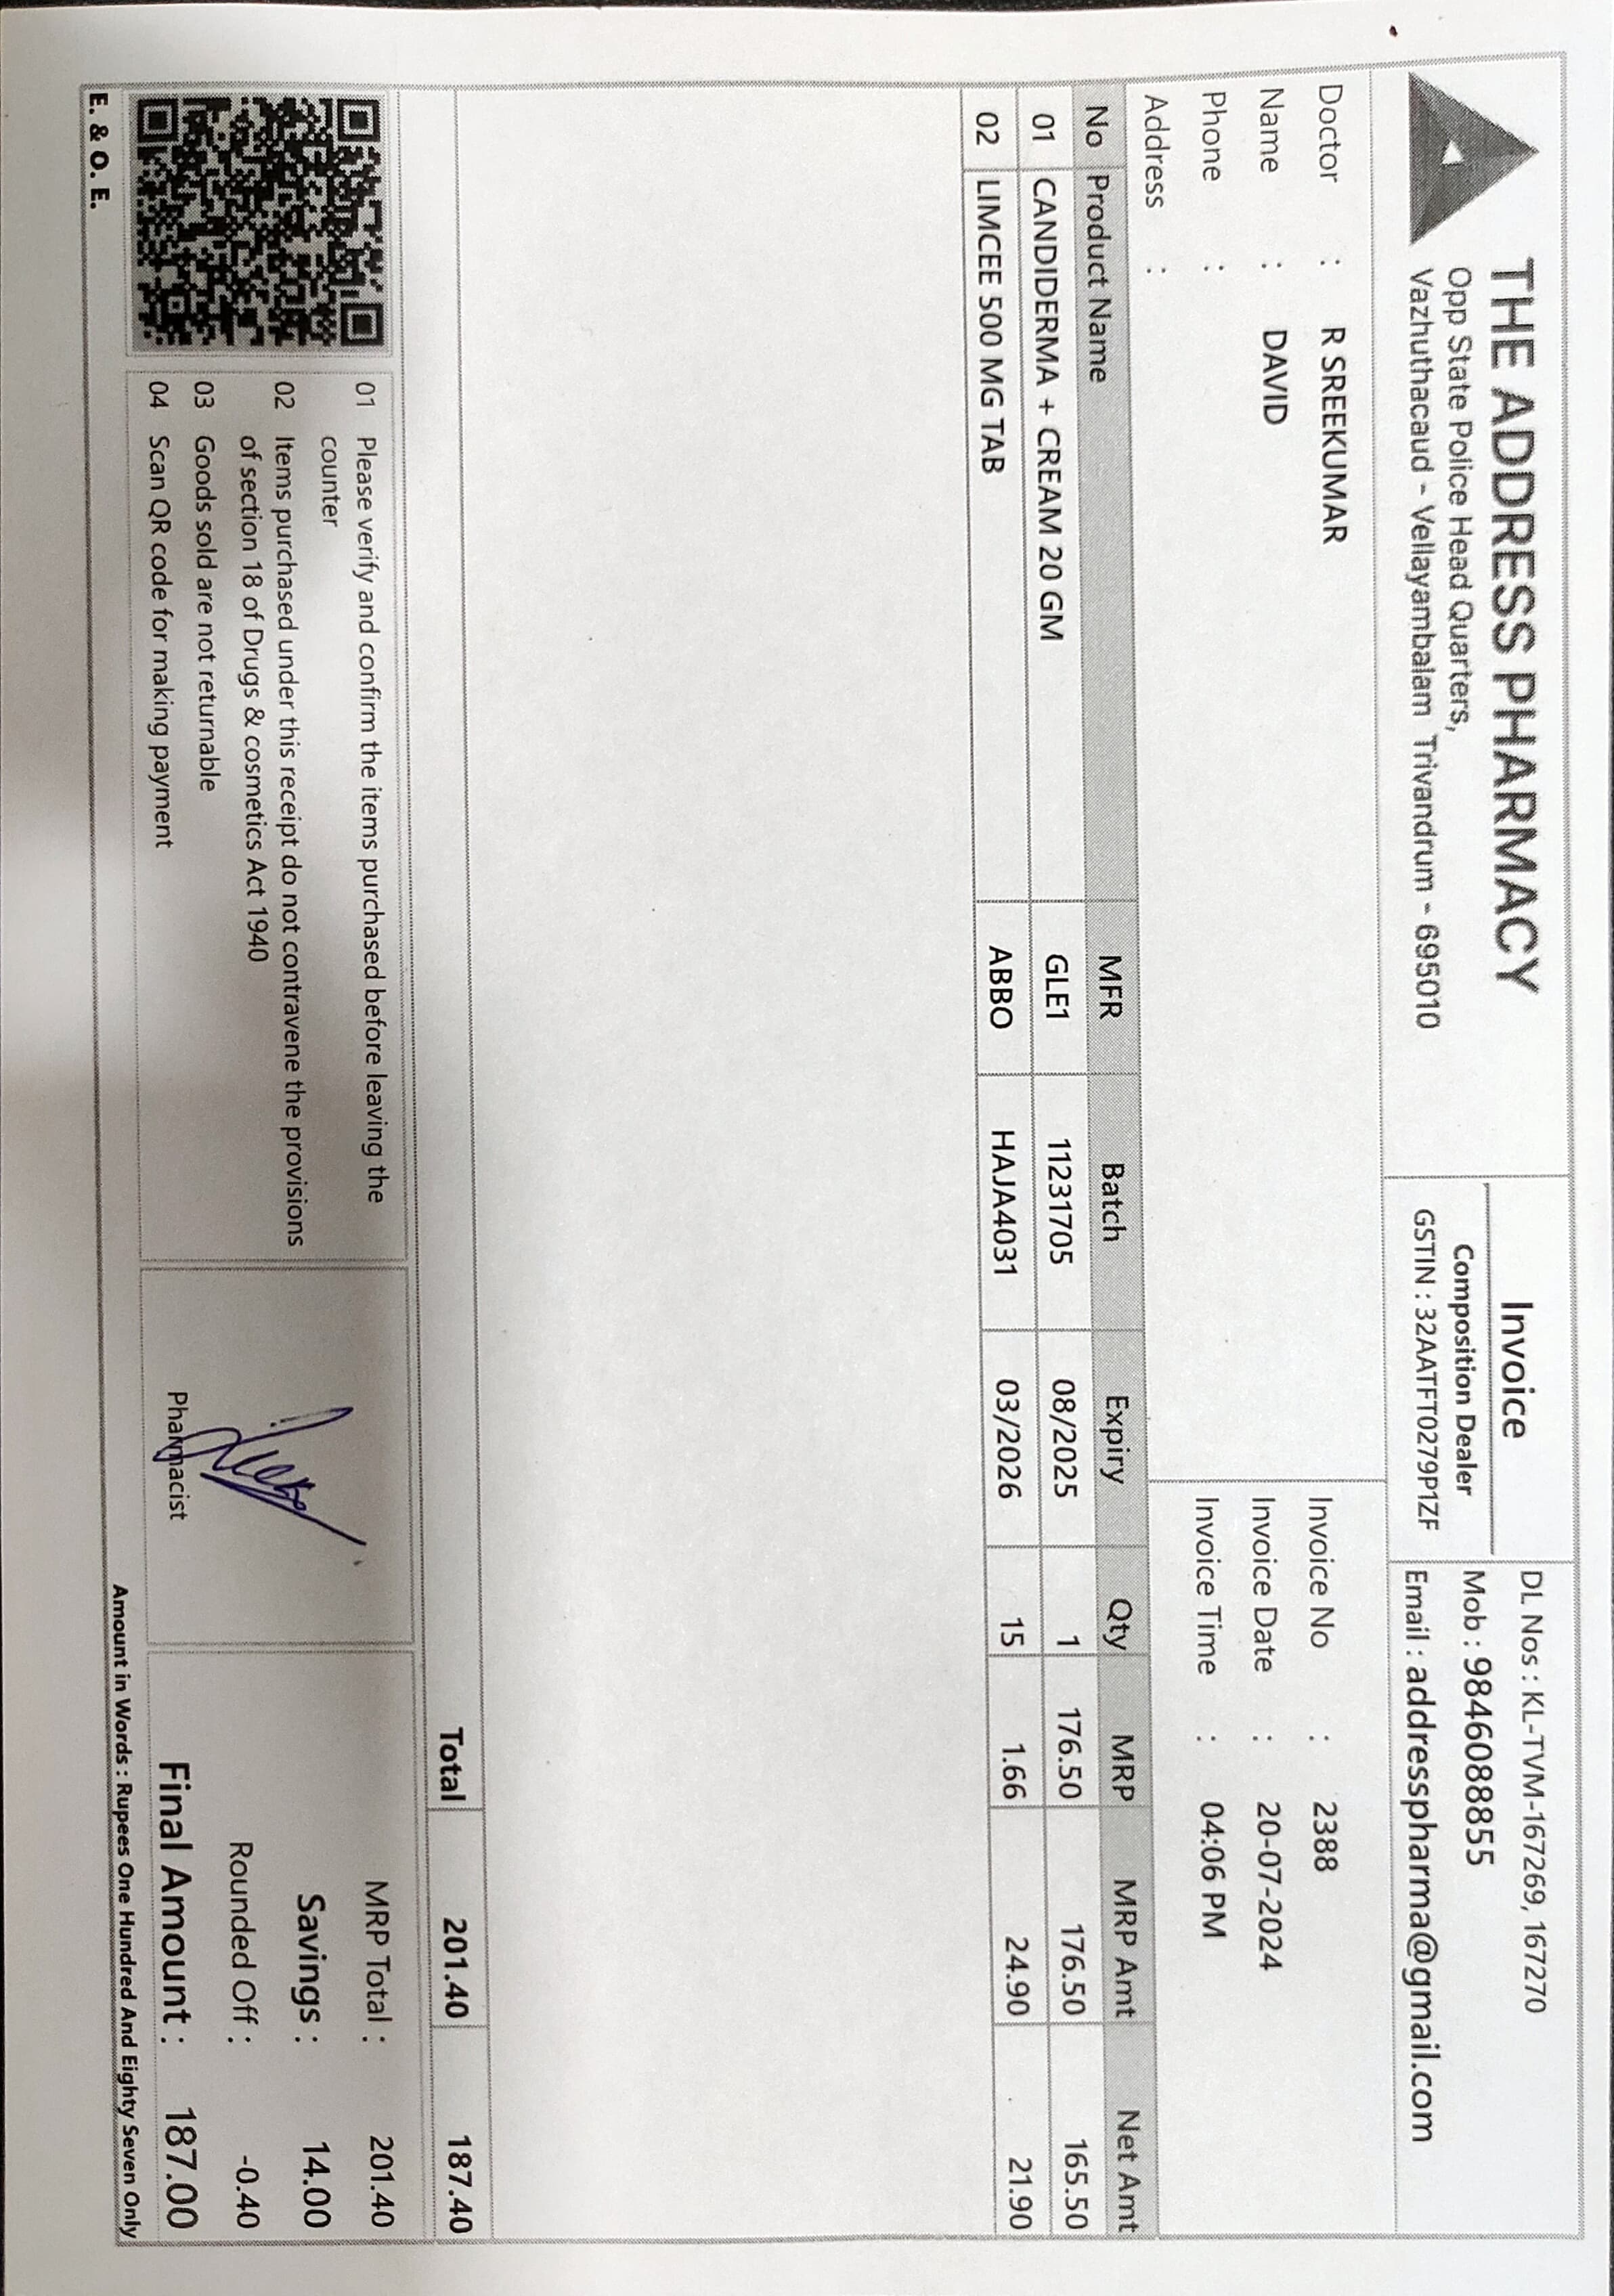 THE ADDRESS PHARMACY
Opp State Police Head Quarters,
Vazhuthacaud - Vellayambalam Trivandrum - 695010
Invoice
Composition Dealer
GSTIN : 32AATFT0279P1ZF
DL Nos : KL-TVM-167269, 167270
Mob : 9846088855
Email : addresspharma@gmail.com
Doctor : R SREEKUMAR
Name : DAVID
Phone :
Address :
Invoice No : 2388
Invoice Date : 20-07-2024
Invoice Time : 04:06 PM
No Product Name MFR Batch Expiry Qty MRP MRP Amt Net Amt
01 CANDIDERMA + CREAM 20 GM GLE1 11231705 08/2025 1 176.50 176.50 165.50
02 LIMCEE 500 MG TAB ABBO HAJA4031 03/2026 15 1.66 24.90 21.90
Total 201.40 187.40
01 Please verify and confirm the items purchased before leaving the
counter
02 Items purchased under this receipt do not contravene the provisions
of section 18 of Drugs & cosmetics Act 1940
03 Goods sold are not returnable
04 Scan QR code for making payment
Pharmacist
MRP Total : 201.40
Savings : 14.00
Rounded Off : -0.40
Final Amount : 187.00
Amount in Words : Rupees One Hundred And Eighty Seven Only
E. & O. E.